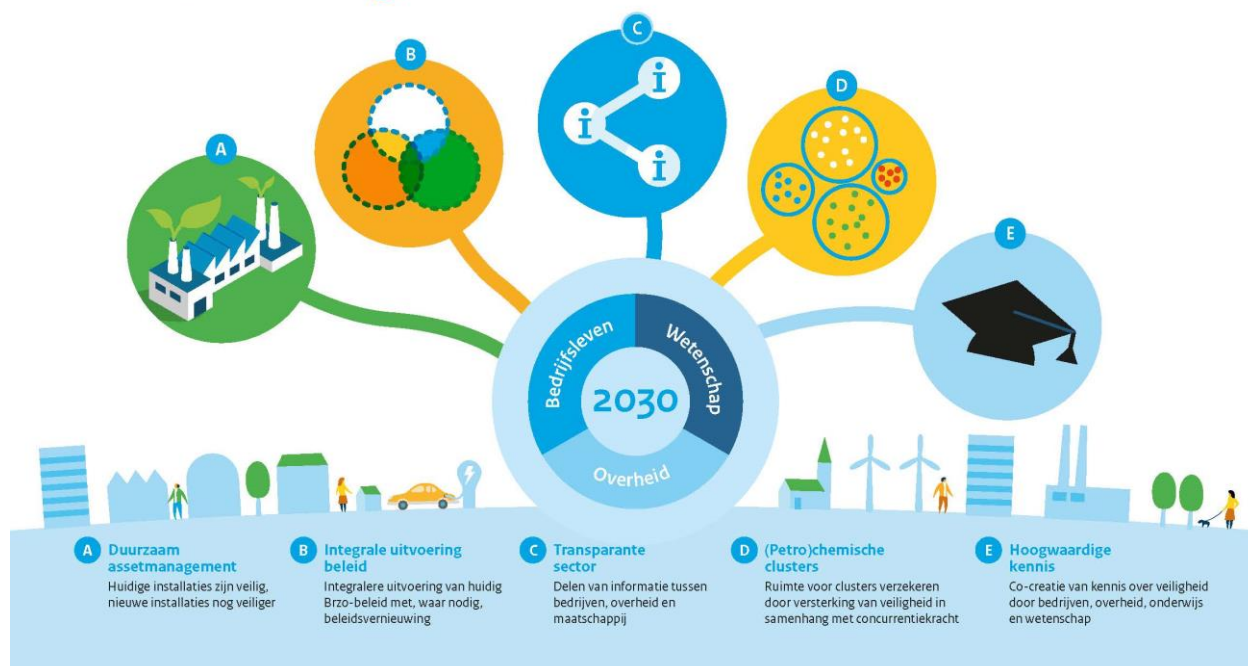 A
B
C
D
E
i
i
i
Bedrijfsleven
Wetenschap
Overheid
2030
A Duurzaam
assetmanagement
Huidige installaties zijn veilig,
nieuwe installaties nog veiliger
B Integrale uitvoering
beleid
Integralere uitvoering van huidig
Brzo-beleid met, waar nodig,
beleidsvernieuwing
C Transparante
sector
Delen van informatie tussen
bedrijven, overheid en
maatschappij
D (Petro)chemische
clusters
Ruimte voor clusters verzekeren
door versterking van veiligheid in
samenhang met concurrentiekracht
E Hoogwaardige
kennis
Co-creatie van kennis over veiligheid
door bedrijven, overheid, onderwijs
en wetenschap